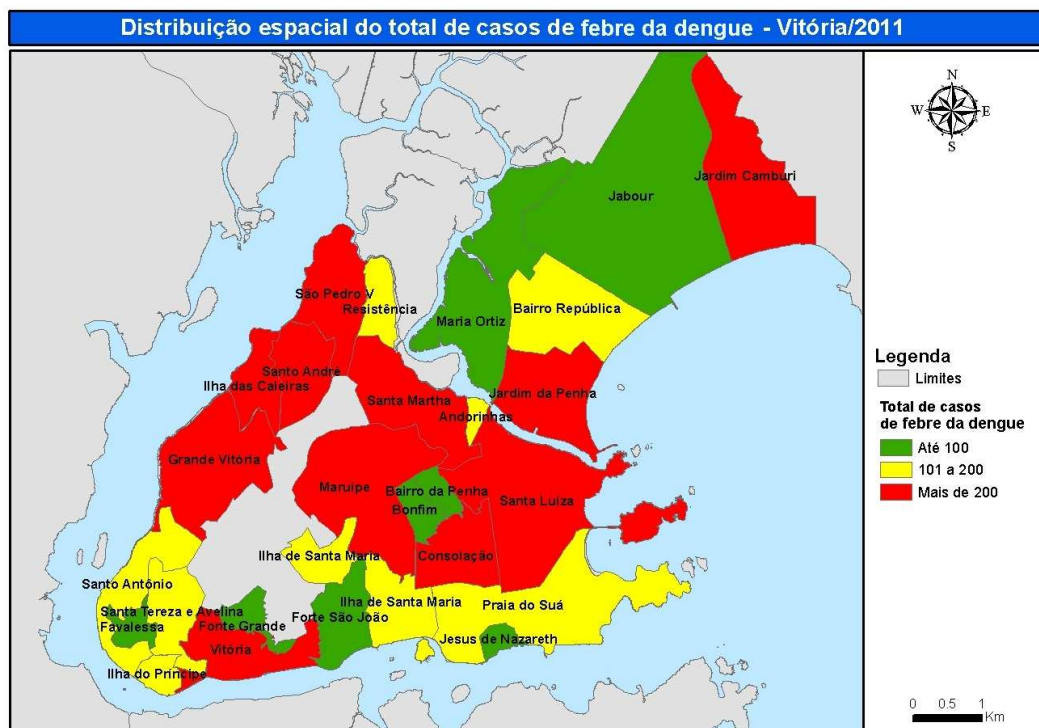 Distribuição espacial do total de casos de febre da dengue - Vitória/2011
N
W E
S
Jardim Camburi
Jabour
São Pedro V
Resistência
Bairro República
Maria Ortiz
Santo André
Ilha das Caieiras
Santa Martha
Jardim da Penha
Andorinhas
Grande Vitória
Maruipe
Bairro da Penha
Bonfim
Santa Luiza
Ilha de Santa Maria
Consolação
Santo Antônio
Santa Tereza e Avelina
Favalessa
Fonte Grande
Forte São João
Ilha de Santa Maria
Praia do Suá
Vitória
Jesus de Nazareth
Ilha do Príncipe
Legenda
Limites
Total de casos
de febre da dengue
Até 100
101 a 200
Mais de 200
0 0.5 1
Km